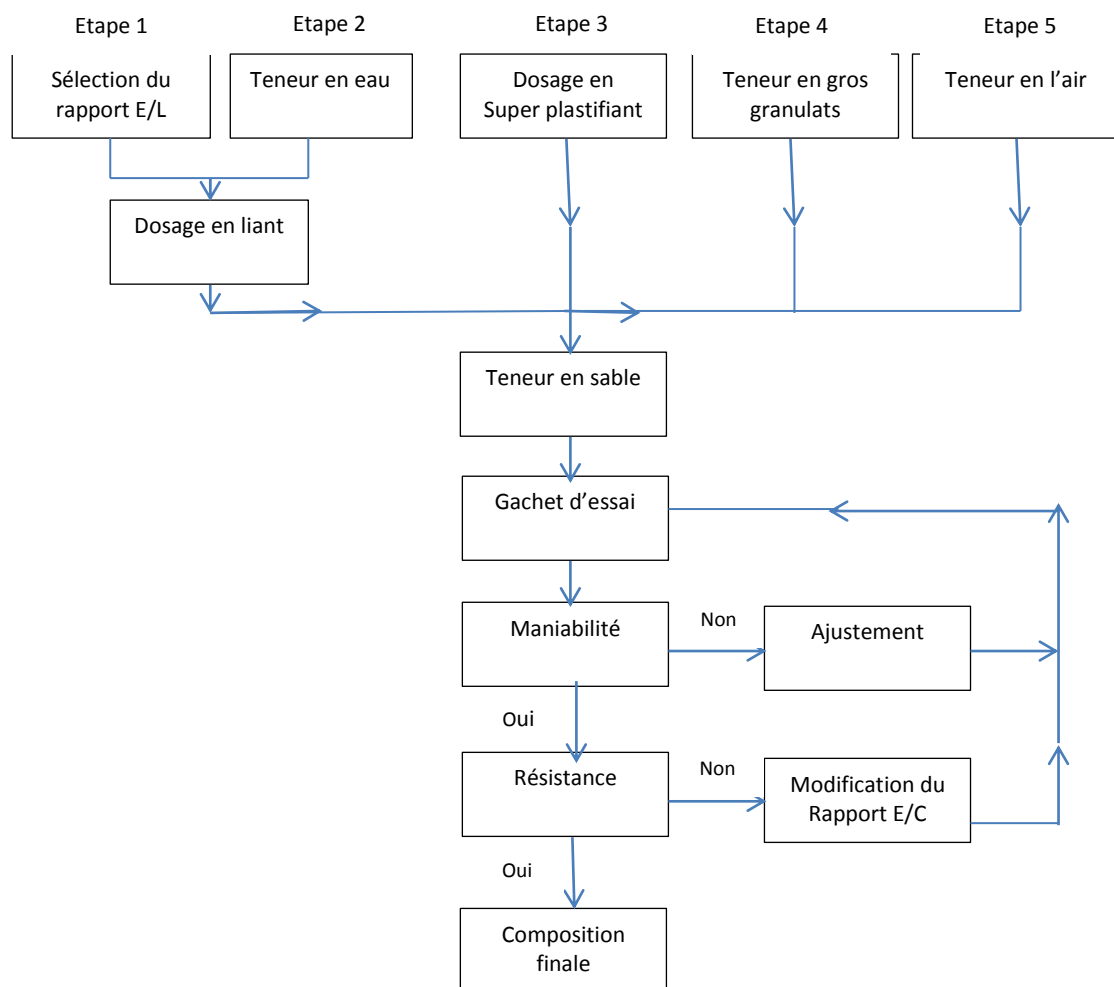 Etape 1
Etape 2
Etape 3
Etape 4
Etape 5
Sélection du
rapport E/L
Teneur en eau
Dosage en
Super plastifiant
Teneur en gros
granulats
Teneur en l’air
Dosage en liant
Teneur en sable
Gachet d’essai
Maniabilité
Non
Ajustement
Oui
Résistance
Non
Modification du
Rapport E/C
Oui
Composition
finale